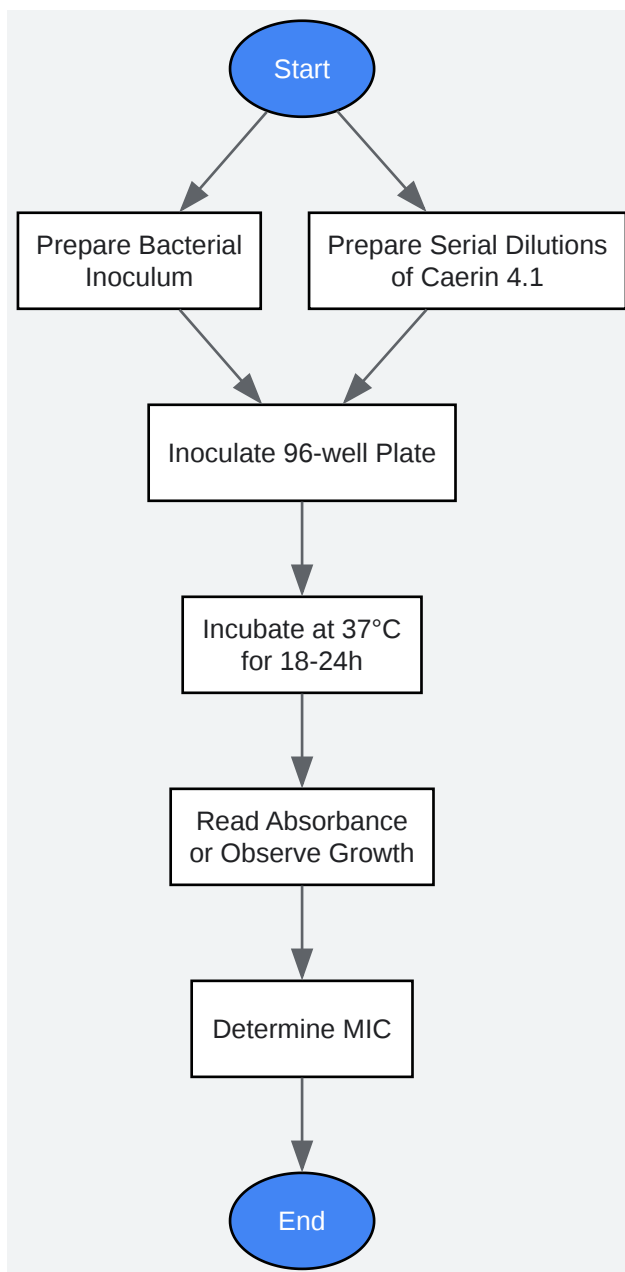 Start
Prepare Bacterial
Inoculum
Prepare Serial Dilutions
of Caerin 4.1
Inoculate 96-well Plate
Incubate at 37°C
for 18-24h
Read Absorbance
or Observe Growth
Determine MIC
End